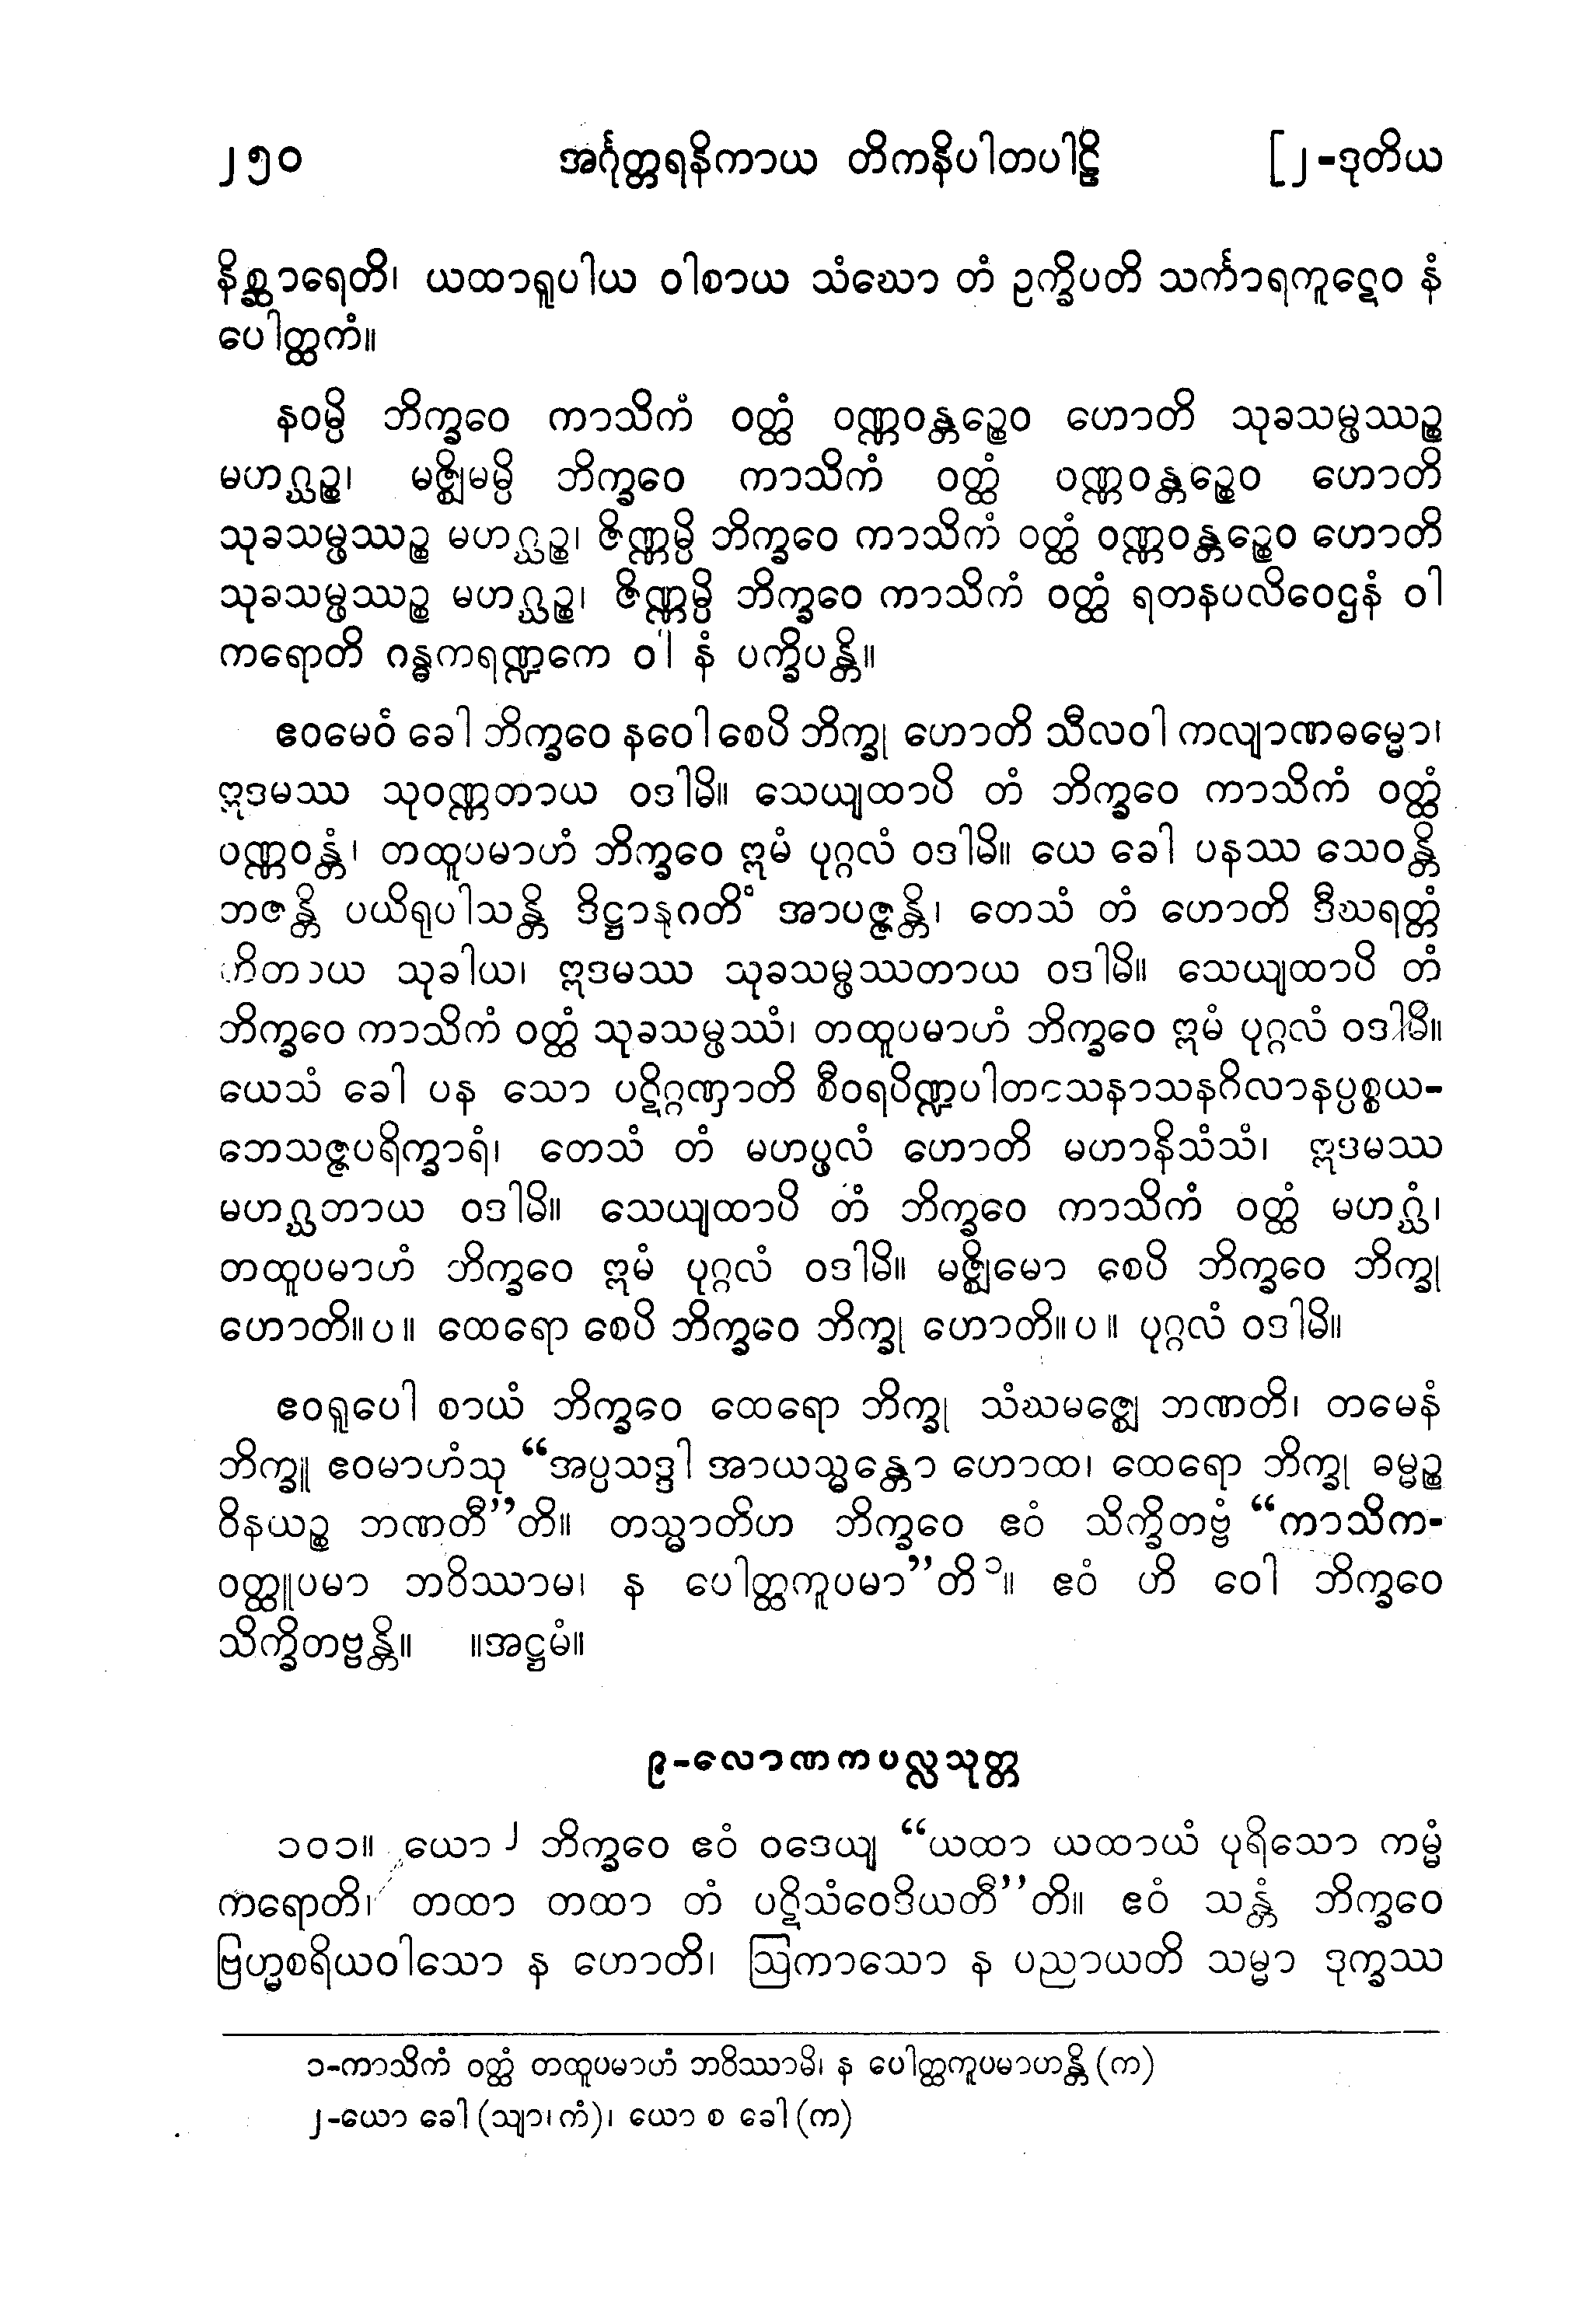 ၂၅၀ အင်္ဂုတ္တရနိကာယ တိကနိပါတပါဠိ [၂-ဒုတိယ
နိစ္ဆာရေတိ၊ ယထာရူပါယ ဝါစာယ သံဃော တံ ဥက္ခိပတိ သင်္ကာရကူဋေဝ နံ
ပေါတ္ထကံ။
နဝမ္ပိ ဘိက္ခဝေ ကာသိကံ ဝတ္ထံ ဝဏ္ဏဝန္တဉ္စေဝ ဟောတိ သုခသမ္ဖဿဉ္စ
မဟဂ္ဃဉ္စ၊ မဇ္ဈိမမ္ပိ ဘိက္ခဝေ ကာသိကံ ဝတ္ထံ ဝဏ္ဏဝန္တဉ္စေဝ ဟောတိ
သုခသမ္ဖဿဉ္စ မဟဂ္ဃဉ္စ၊ ဇိဏ္ဏမ္ပိ ဘိက္ခဝေ ကာသိကံ ဝတ္ထံ ဝဏ္ဏဝန္တဉ္စေဝ ဟောတိ
သုခသမ္ဖဿဉ္စ မဟဂ္ဃဉ္စ၊ ဇိဏ္ဏမ္ပိ ဘိက္ခဝေ ကာသိကံ ဝတ္ထံ ရတနပလိဝေဌနံ ဝါ
ကရောတိ ဂန္ဓကရဏ္ဍကေ ဝါ နံ ပက္ခိပန္တိ။
ဧဝမေဝံ ခေါ ဘိက္ခဝေ နဝေါ စေပိ ဘိက္ခု ဟောတိ သီလဝါ ကလျာဏဓမ္မော၊
ဣဒမဿ သုဝဏ္ဏတာယ ဝဒါမိ။ သေယျထာပိ တံ ဘိက္ခဝေ ကာသိကံ ဝတ္ထံ
ဝဏ္ဏဝန္တံ၊ တထူပမာဟံ ဘိက္ခဝေ ဣမံ ပုဂ္ဂလံ ဝဒါမိ။ ယေ ခေါ ပနဿ သေဝန္တိ
ဘဇန္တိ ပယိရုပါသန္တိ ဒိဋ္ဌာနုဂတိံ အာပဇ္ဇန္တိ၊ တေသံ တံ ဟောတိ ဒီဃရတ္တံ
ဟိတာယ သုခါယ၊ ဣဒမဿ သုခသမ္ဖဿတာယ ဝဒါမိ။ သေယျထာပိ တံ
ဘိက္ခဝေ ကာသိကံ ဝတ္ထံ သုခသမ္ဖဿံ၊ တထူပမာဟံ ဘိက္ခဝေ ဣမံ ပုဂ္ဂလံ ဝဒါမိ။
ယေသံ ခေါ ပန သော ပဋိဂ္ဂဏှာတိ စီဝရပိဏ္ဍပါတသေနာသနဂိလာနပ္ပစ္စယ-
ဘေသဇ္ဇပရိက္ခာရံ၊ တေသံ တံ မဟပ္ဖလံ ဟောတိ မဟာနိသံသံ၊ ဣဒမဿ
မဟဂ္ဃတာယ ဝဒါမိ။ သေယျထာပိ တံ ဘိက္ခဝေ ကာသိကံ ဝတ္ထံ မဟဂ္ဃံ၊
တထူပမာဟံ ဘိက္ခဝေ ဣမံ ပုဂ္ဂလံ ဝဒါမိ။ မဇ္ဈိမော စေပိ ဘိက္ခဝေ ဘိက္ခု
ဟောတိ။ပ။ ထေရော စေပိ ဘိက္ခဝေ ဘိက္ခု ဟောတိ။ပ။ ပုဂ္ဂလံ ဝဒါမိ။
ဧဝရူပေါ စာယံ ဘိက္ခဝေ ထေရော ဘိက္ခု သံဃမဇ္ဈေ ဘဏတိ၊ တမေနံ
ဘိက္ခူ ဧဝမာဟံသု “အပ္ပသဒ္ဒါ အာယသ္မန္တော ဟောထ၊ ထေရော ဘိက္ခု ဓမ္မဉ္စ
ဝိနယဉ္စ ဘဏတီ”တိ။ တသ္မာတိဟ ဘိက္ခဝေ ဧဝံ သိက္ခိတဗ္ဗံ “ကာသိက-
ဝတ္ထူပမာ ဘဝိဿာမ၊ န ပေါတ္ထကူပမာ”တိ၁။ ဧဝံ ဟိ ဝေါ ဘိက္ခဝေ
သိက္ခိတဗ္ဗန္တိ။ ။အဋ္ဌမံ။
၉-လောဏကပလ္လသုတ္တ
၁၀၁။ ယော၂ ဘိက္ခဝေ ဧဝံ ဝဒေယျ “ယထာ ယထာယံ ပုရိသော ကမ္မံ
ကရောတိ၊ တထာ တထာ တံ ပဋိသံဝေဒိယတီ”တိ။ ဧဝံ သန္တံ ဘိက္ခဝေ
ဗြဟ္မစရိယဝါသော န ဟောတိ၊ ဩကာသော န ပညာယတိ သမ္မာ ဒုက္ခဿ
၁-ကာသိကံ ဝတ္ထံ တထူပမာဟံ ဘဝိဿာမိ၊ န ပေါတ္ထကူပမာဟန္တိ (က)
၂-ယော ခေါ (သျာ၊ ကံ)၊ ယော စ ခေါ (က)